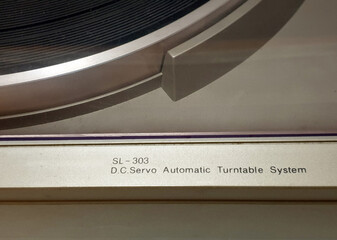 SL-303
D.C.Servo Automatic Turntable System